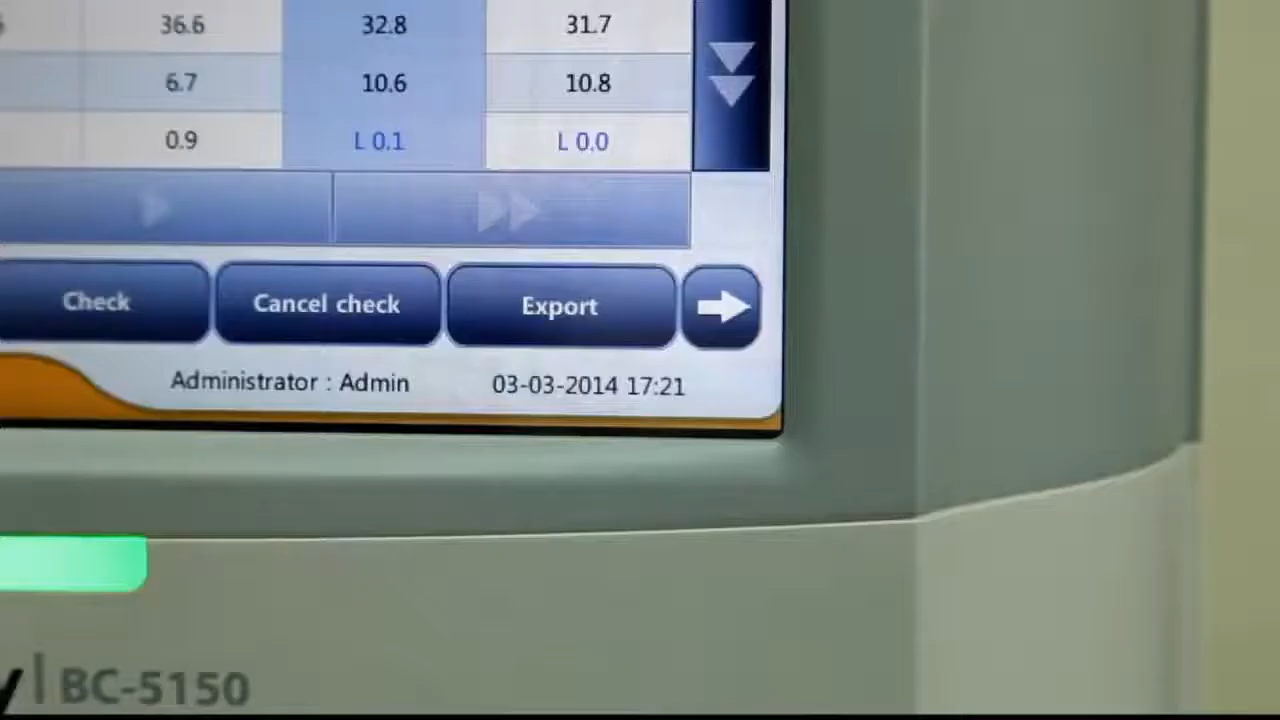 36.6 32.8 31.7
6.7 10.6 10.8
0.9 L 0.1 L 0.0
Check Cancel check Export
Administrator : Admin 03-03-2014 17:21
BC-5150